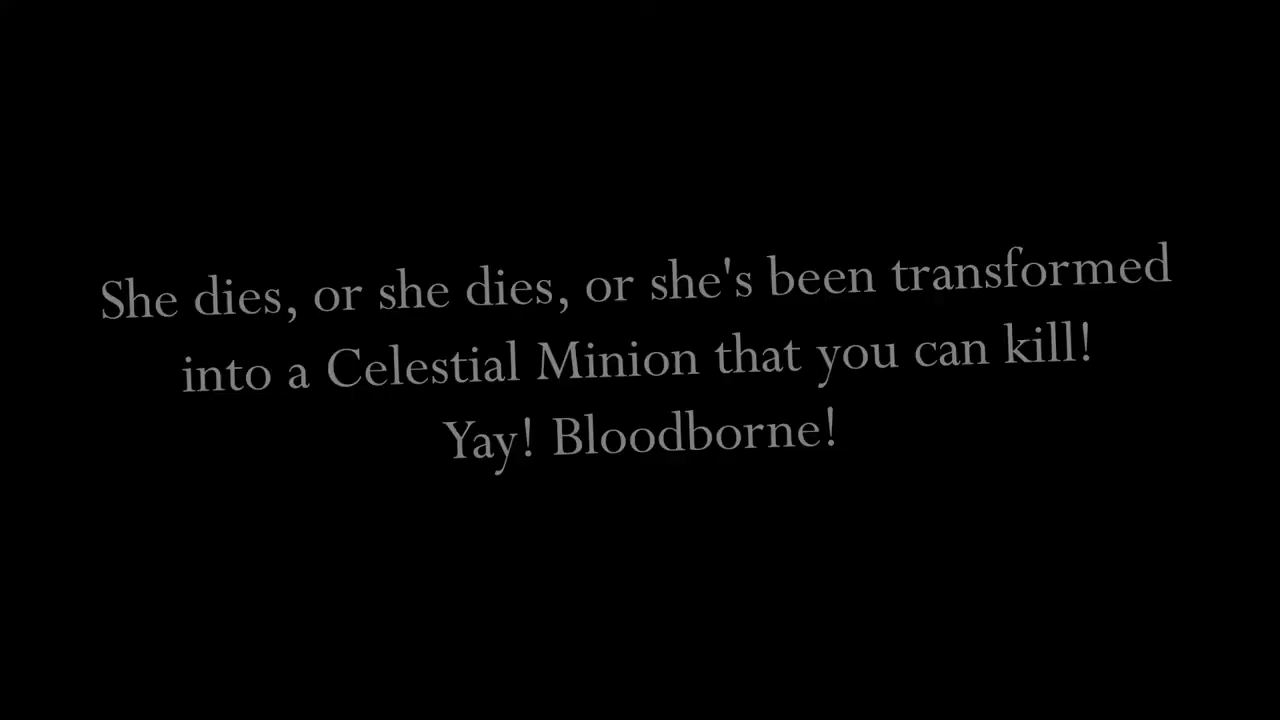 She dies, or she dies, or she's been transformed
into a Celestial Minion that you can kill!
Yay! Bloodborne!